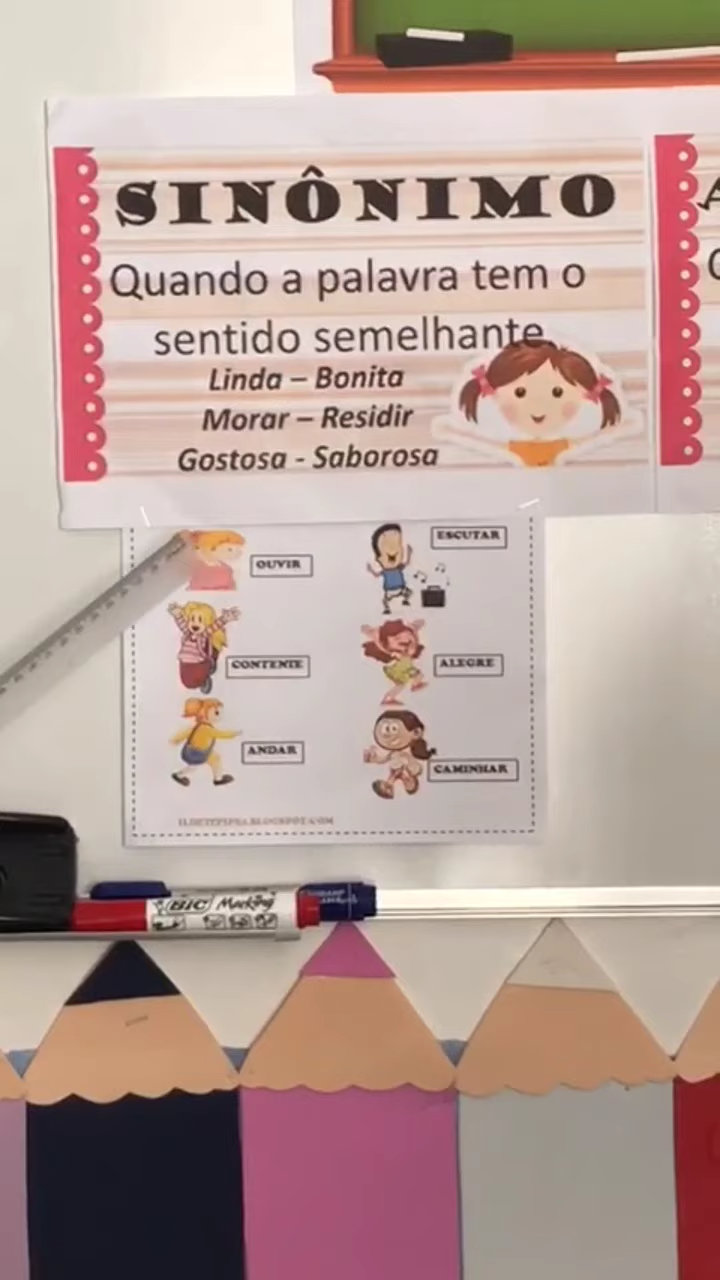 SINÔNIMO
Quando a palavra tem o
sentido semelhante
Linda – Bonita
Morar – Residir
Gostosa - Saborosa
OUVIR
ESCUTAR
CONTENTE
ALEGRE
ANDAR
CAMINHAR
BIC Marking